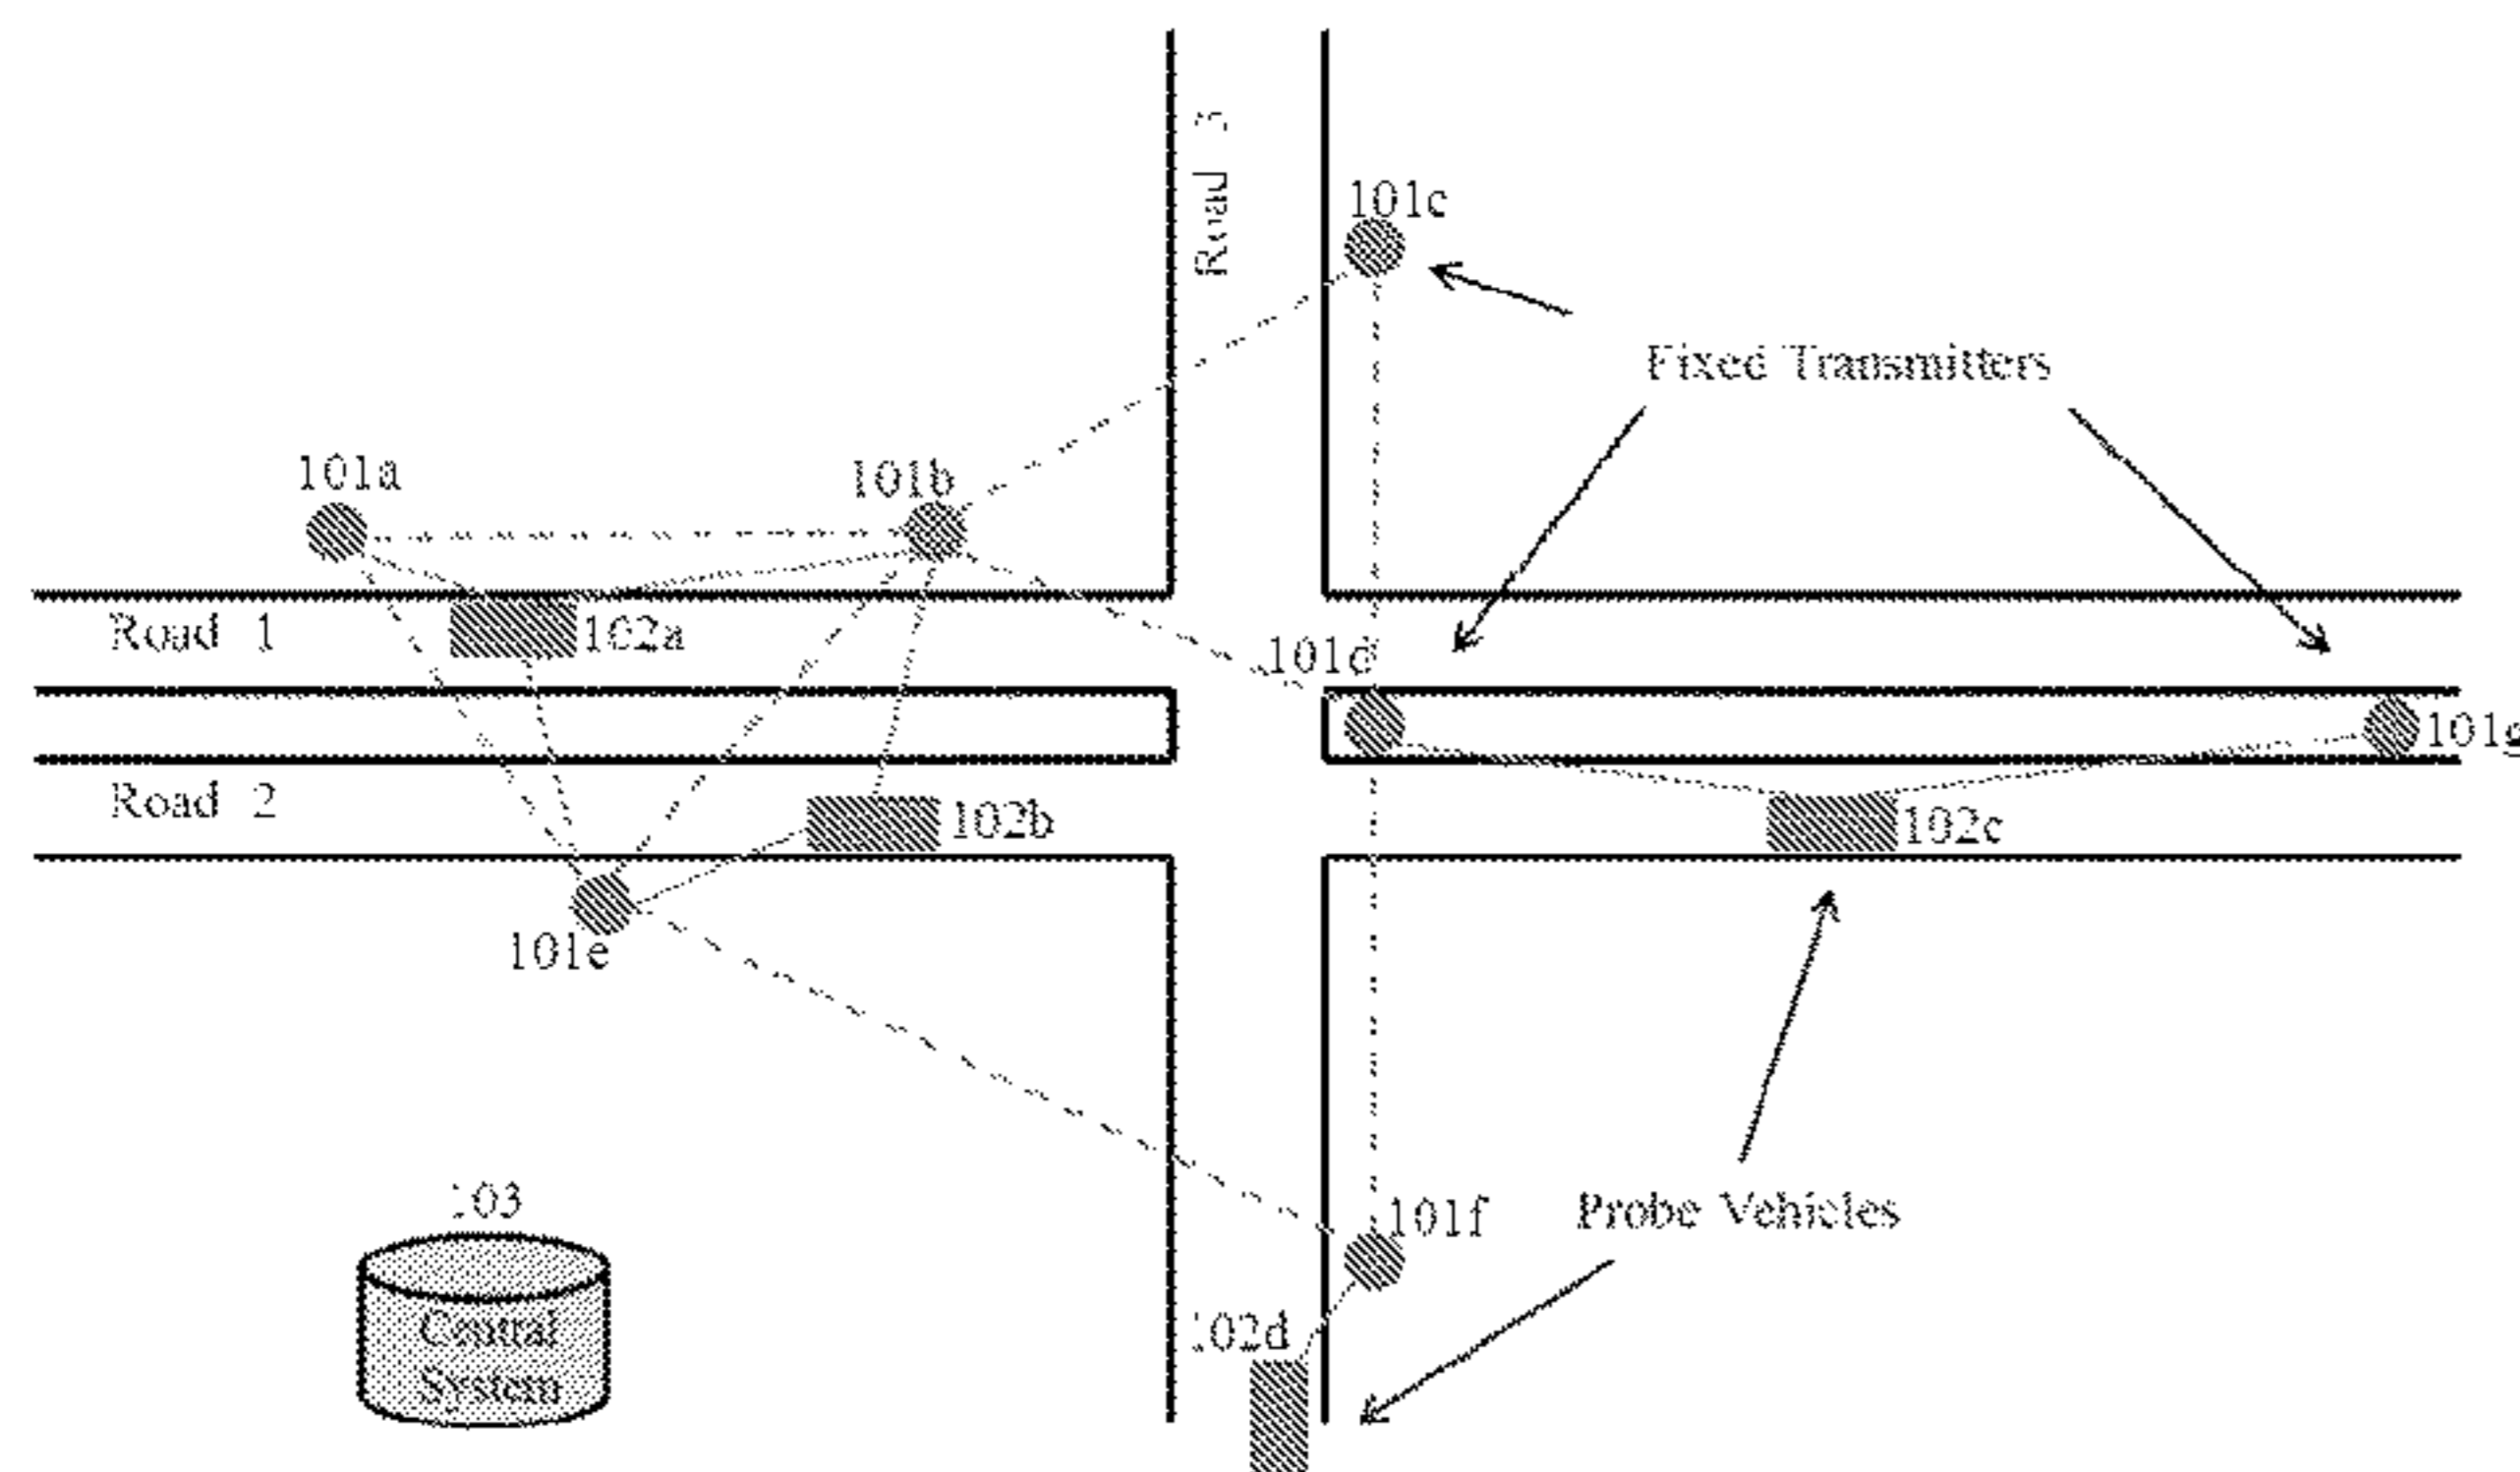 Road 3
101c
Fixed Transmitters
101a
101b
Road 1
102a
101d
101g
Road 2
102b
102c
101e
103
101f
Probe Vehicles
Central
System
102d